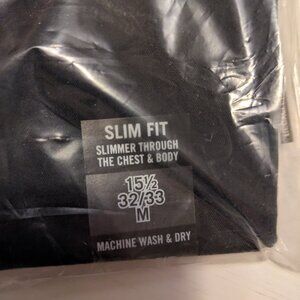 SLIM FIT
SLIMMER THROUGH
THE CHEST & BODY
15½
32/33
M
MACHINE WASH & DRY